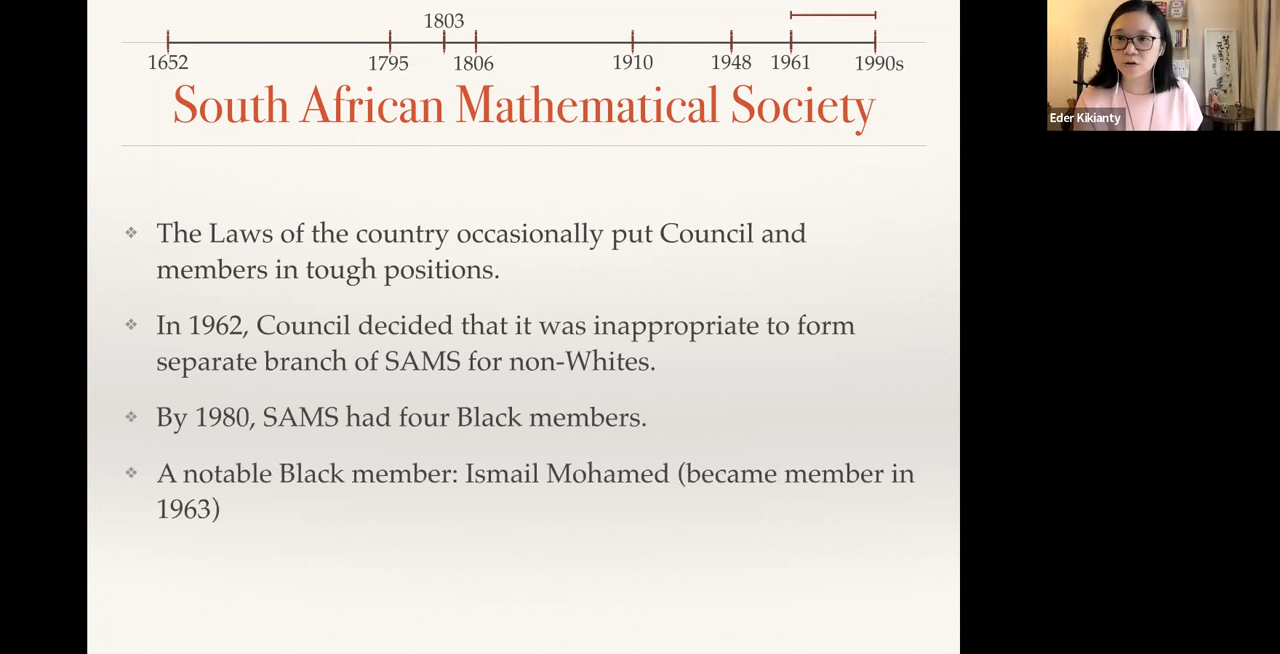 1803
1652 1795 1806 1910 1948 1961 1990s
South African Mathematical Society
The Laws of the country occasionally put Council and
members in tough positions.
In 1962, Council decided that it was inappropriate to form
separate branch of SAMS for non-Whites.
By 1980, SAMS had four Black members.
A notable Black member: Ismail Mohamed (became member in
1963)
Eder Kikianty